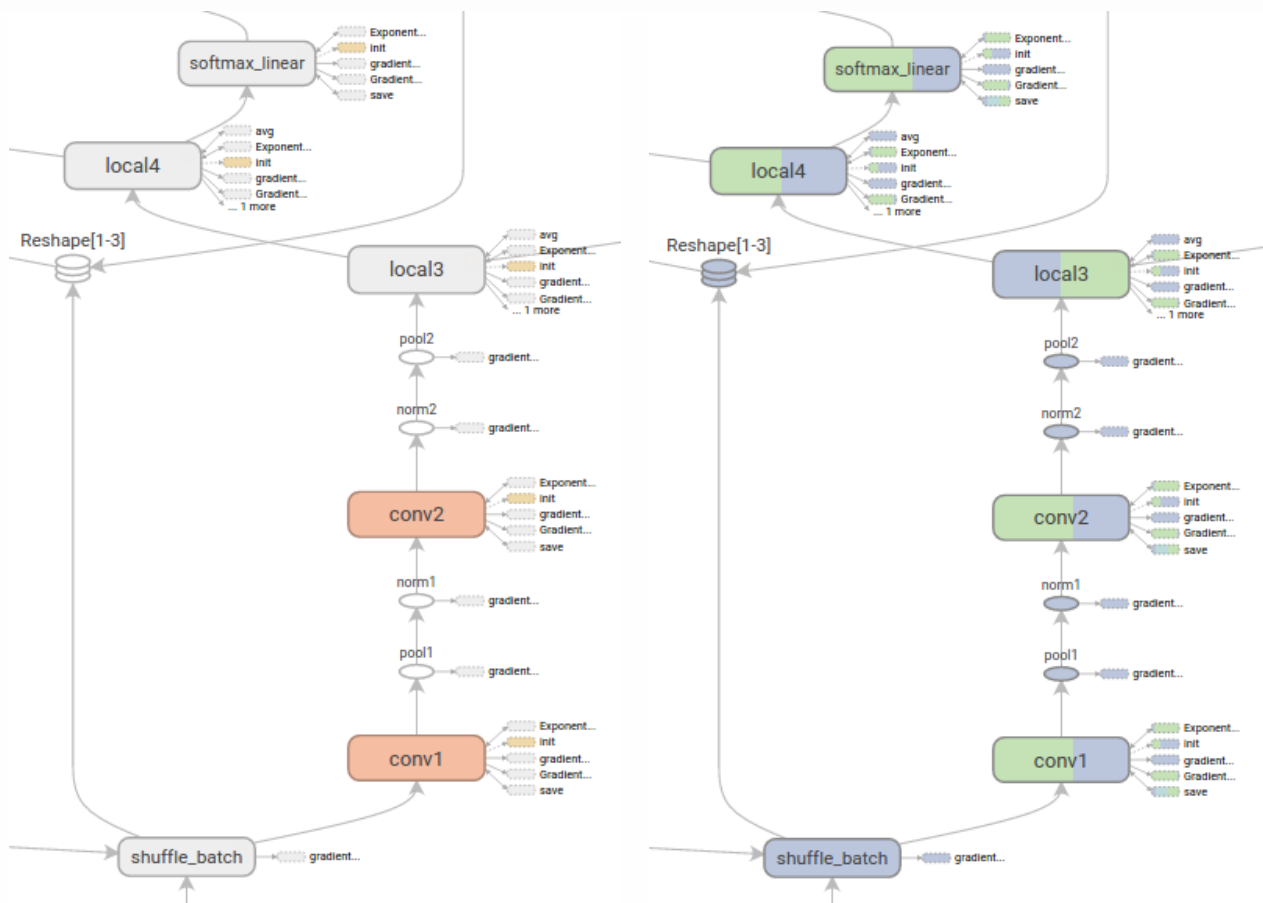 softmax_linear
Exponent...
init
gradient...
Gradient...
save
local4
avg
Exponent...
init
gradient...
Gradient...
... 1 more
Reshape[1-3]
local3
avg
Exponent...
init
gradient...
Gradient...
... 1 more
pool2
gradient...
norm2
gradient...
conv2
Exponent...
init
gradient...
Gradient...
save
norm1
gradient...
pool1
gradient...
conv1
Exponent...
init
gradient...
Gradient...
save
shuffle_batch
gradient...
softmax_linear
Exponent...
init
gradient...
Gradient...
save
local4
avg
Exponent...
init
gradient...
Gradient...
... 1 more
Reshape[1-3]
local3
avg
Exponent...
init
gradient...
Gradient...
... 1 more
pool2
gradient...
norm2
gradient...
conv2
Exponent...
init
gradient...
Gradient...
save
norm1
gradient...
pool1
gradient...
conv1
Exponent...
init
gradient...
Gradient...
save
shuffle_batch
gradient...